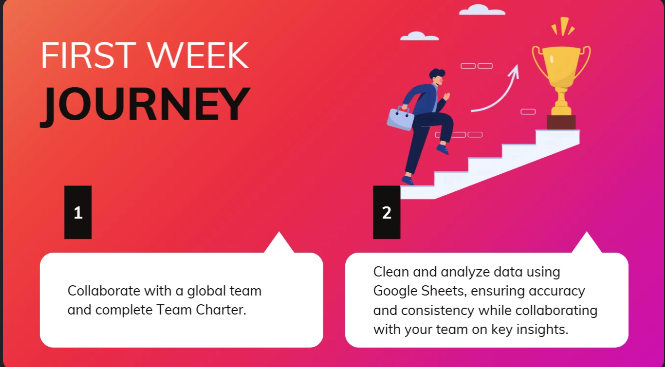 FIRST WEEK
JOURNEY
1
Collaborate with a global team
and complete Team Charter.
2
Clean and analyze data using
Google Sheets, ensuring accuracy
and consistency while collaborating
with your team on key insights.